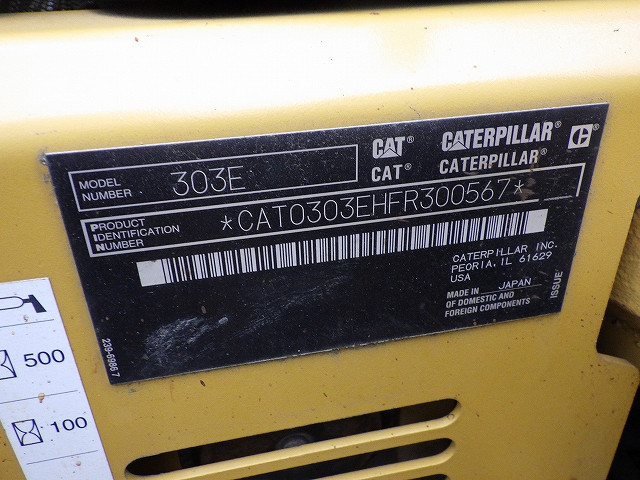 CAT® CATERPILLAR®
CAT® CATERPILLAR®
MODEL NUMBER 303E
PRODUCT IDENTIFICATION NUMBER *CAT0303EHFR300567*
CATERPILLAR INC.
PEORIA, IL 61629
USA
MADE IN JAPAN
OF DOMESTIC AND
FOREIGN COMPONENTS
ISSUE
239-6986 7
500
100